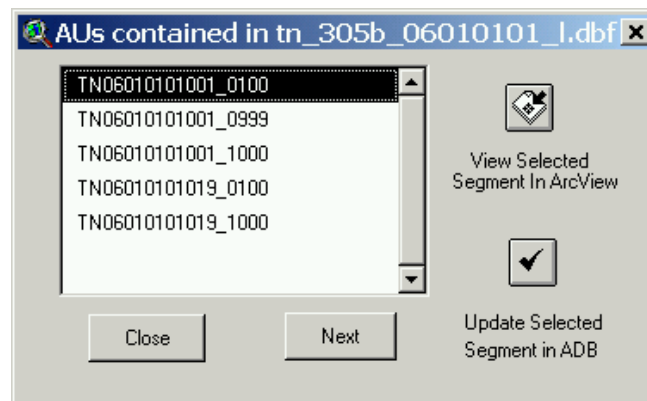 AUs contained in tn_305b_06010101_l.dbf
TN06010101001_0100
TN06010101001_0999
TN06010101001_1000
TN06010101019_0100
TN06010101019_1000
View Selected
Segment In ArcView
Update Selected
Segment in ADB
Close
Next